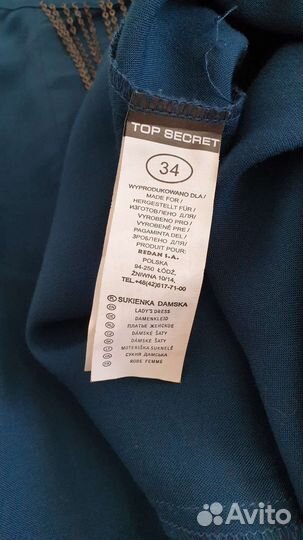 TOP SECRET
34
WYPRODUKOWANO DLA/
MADE FOR/
HERGESTELLT FÜR/
ИЗГОТОВЛЕНО ДЛЯ/
VYROBENO PRO/
VYROBENÉ PRE/
PAGAMINTA DEL/
ЗРОБЛЕНО ДЛЯ/
PRODUIT POUR:
REDAN S.A.
POLSKA
94-250 ŁÓDŹ,
ŻNIWNA 10/14,
TEL.+48(42)617-71-00
SUKIENKA DAMSKA
LADY'S DRESS
DAMENKLEID
ПЛАТЬЕ ЖЕНСКОЕ
DÁMSKÉ ŠATY
DÁMSKE ŠATY
MOTERIŠKA SUKNELĖ
СУКНЯ ДАМСЬКА
ROBE FEMME
Avito